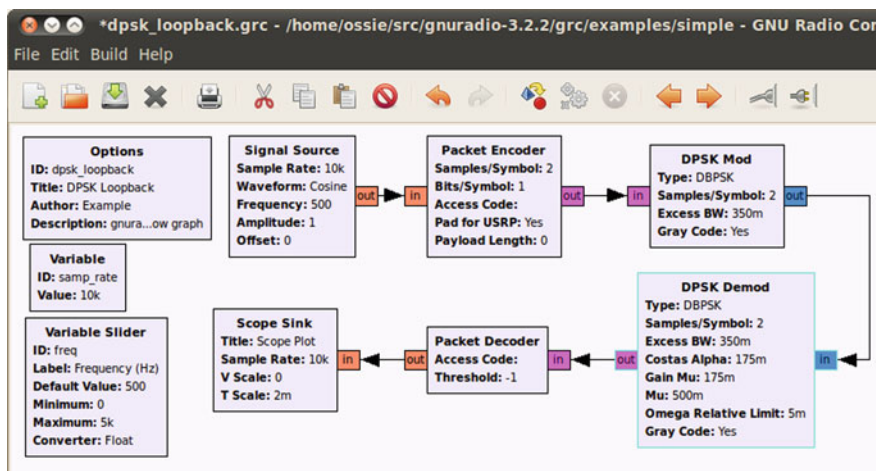 *dpsk_loopback.grc - /home/ossie/src/gnuradio-3.2.2/grc/examples/simple - GNU Radio Con
File Edit Build Help
Options
ID: dpsk_loopback
Title: DPSK Loopback
Author: Example
Description: gnura...ow graph
Variable
ID: samp_rate
Value: 10k
Variable Slider
ID: freq
Label: Frequency (Hz)
Default Value: 500
Minimum: 0
Maximum: 5k
Converter: Float
Signal Source
Sample Rate: 10k
Waveform: Cosine
Frequency: 500
Amplitude: 1
Offset: 0
out
in
Packet Encoder
Samples/Symbol: 2
Bits/Symbol: 1
Access Code:
Pad for USRP: Yes
Payload Length: 0
out
in
DPSK Mod
Type: DBPSK
Samples/Symbol: 2
Excess BW: 350m
Gray Code: Yes
out
DPSK Demod
Type: DBPSK
Samples/Symbol: 2
Excess BW: 350m
Costas Alpha: 175m
Gain Mu: 175m
Mu: 500m
Omega Relative Limit: 5m
Gray Code: Yes
in
out
in
Packet Decoder
Access Code:
Threshold: -1
out
in
Scope Sink
Title: Scope Plot
Sample Rate: 10k
V Scale: 0
T Scale: 2m